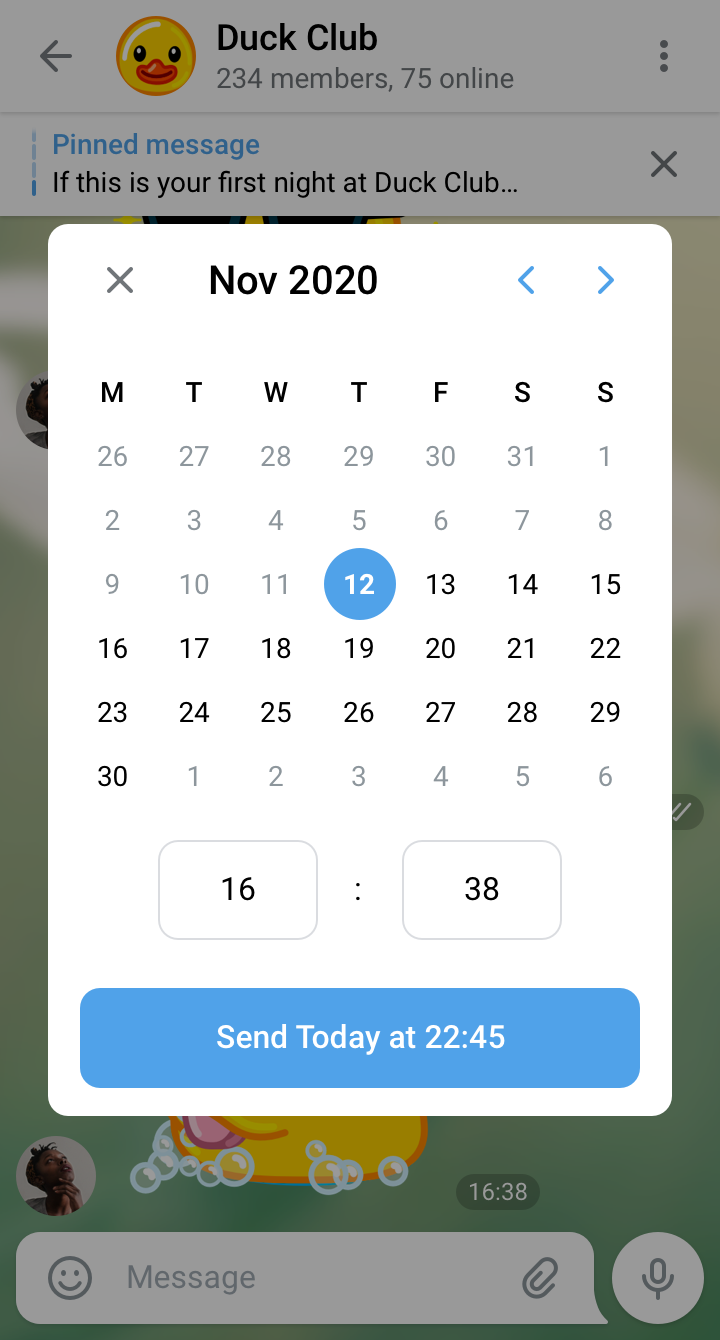 Duck Club
234 members, 75 online
Pinned message
If this is your first night at Duck Club...
Nov 2020
M T W T F S S
26 27 28 29 30 31 1
2 3 4 5 6 7 8
9 10 11 12 13 14 15
16 17 18 19 20 21 22
23 24 25 26 27 28 29
30 1 2 3 4 5 6
16 : 38
Send Today at 22:45
16:38
Message